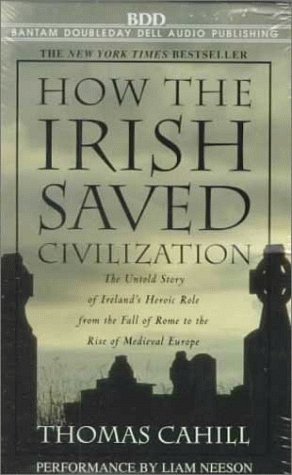 BDD
BANTAM DOUBLEDAY DELL AUDIO PUBLISHING
THE NEW YORK TIMES BESTSELLER
HOW THE
IRISH
SAVED
CIVILIZATION
The Untold Story
of Ireland's Heroic Role
from the Fall of Rome to the
Rise of Medieval Europe
THOMAS CAHILL
PERFORMANCE BY LIAM NEESON